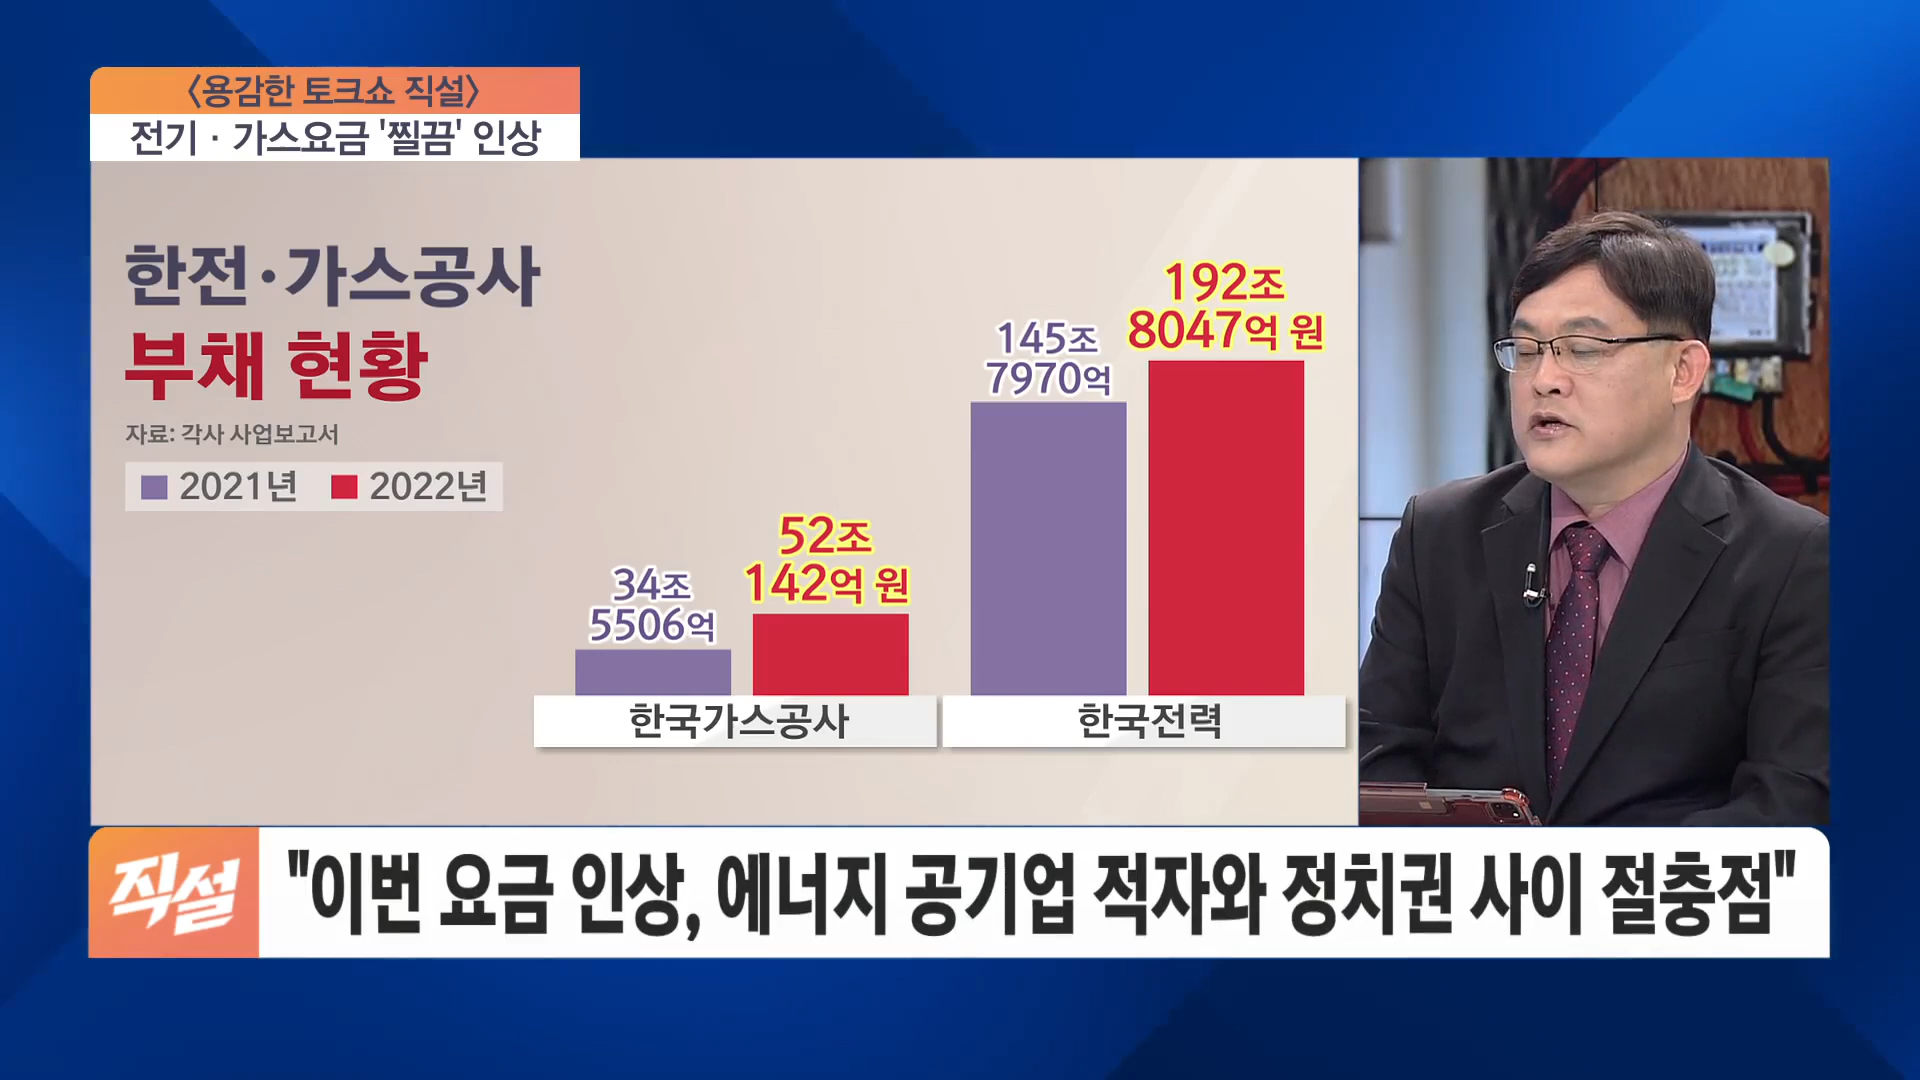 〈용감한 토크쇼 직설〉
전기 · 가스요금 '찔끔' 인상
한전·가스공사
부채 현황
자료: 각사 사업보고서
2021년 2022년
34조
5506억
52조
142억 원
145조
7970억
192조
8047억 원
한국가스공사
한국전력
직설
"이번 요금 인상, 에너지 공기업 적자와 정치권 사이 절충점"